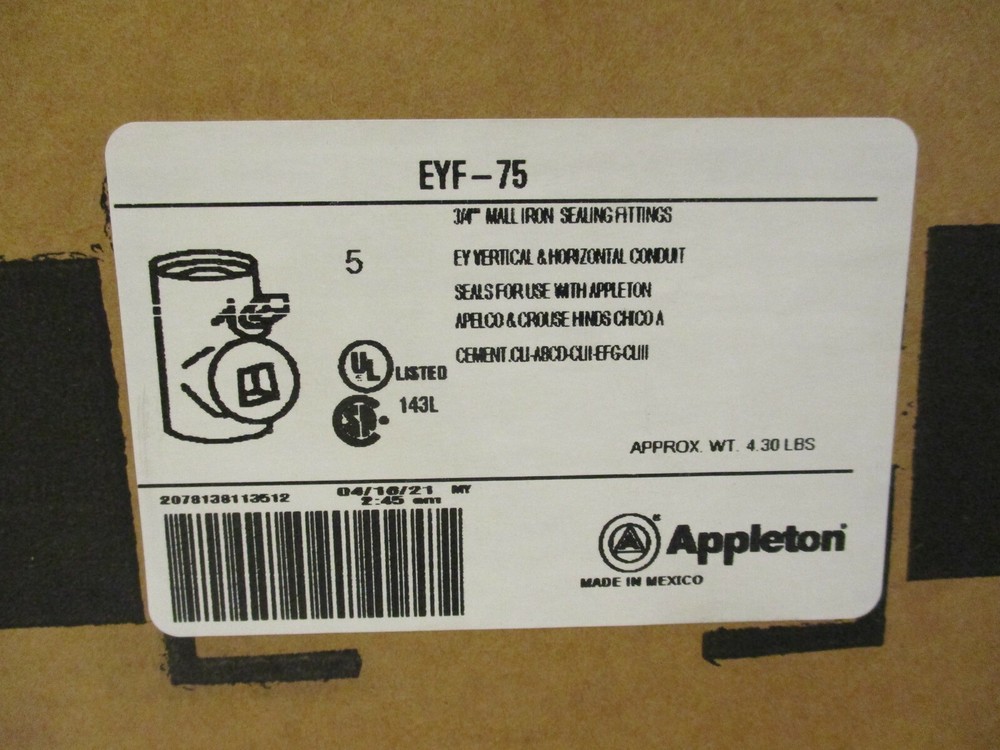 EYF-75
3/4" MALL IRON SEALING FITTINGS
5
EY VERTICAL & HORIZONTAL CONDUIT
SEALS FOR USE WITH APPLETON
APELCO & CROUSE HINDS CHICO A
CEMENT.CLI-ABCD-CLII-EFG-CLIII
UL LISTED
143L
APPROX. WT. 4.30 LBS
2078138113512
04/16/21 MY
2:45 am
Appleton
MADE IN MEXICO